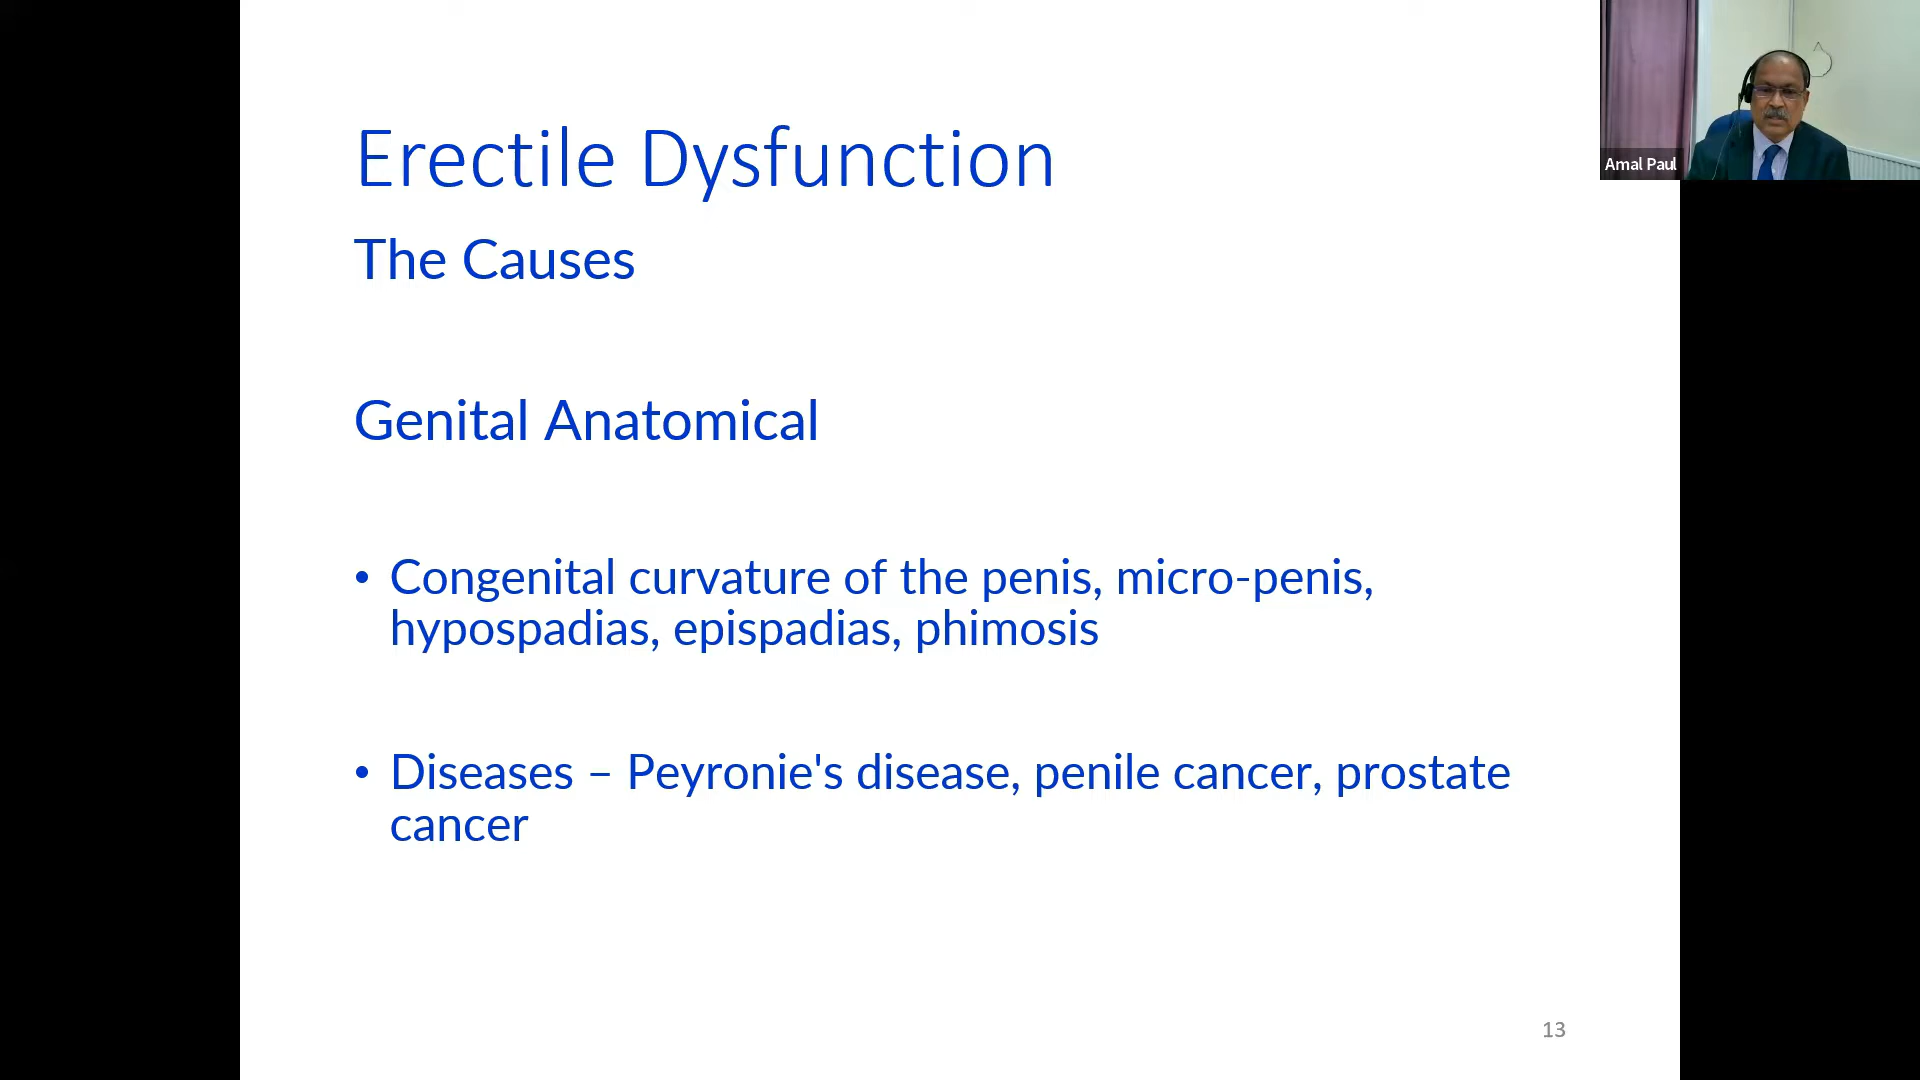 Erectile Dysfunction
The Causes
Genital Anatomical
• Congenital curvature of the penis, micro-penis,
hypospadias, epispadias, phimosis
• Diseases – Peyronie's disease, penile cancer, prostate
cancer
13
Amal Paul